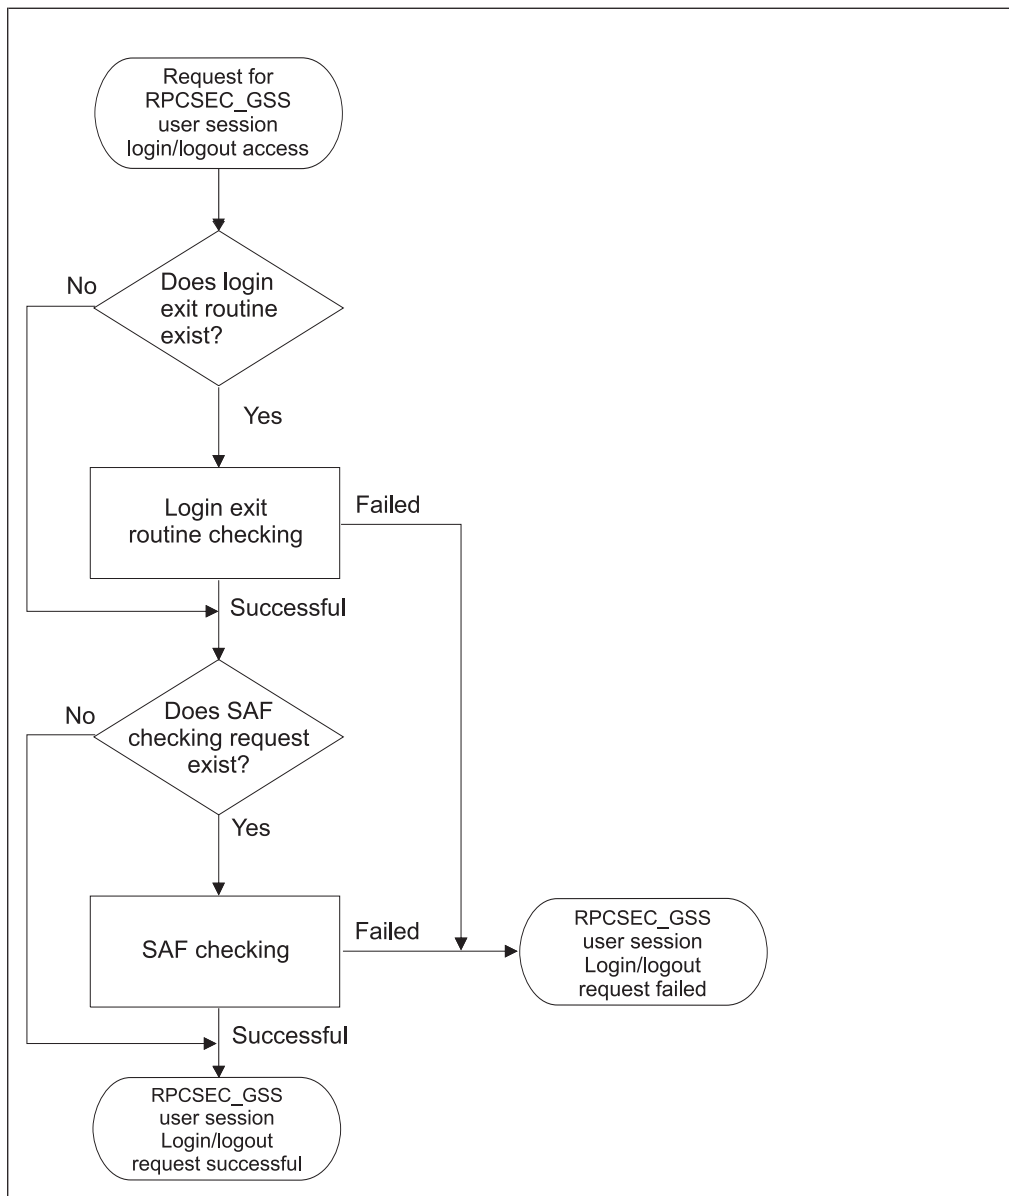 Request for
RPCSEC_GSS
user session
login/logout access
No
Does login
exit routine
exist?
Yes
Login exit
routine checking
Failed
Successful
No
Does SAF
checking request
exist?
Yes
SAF checking
Failed
RPCSEC_GSS
user session
Login/logout
request failed
Successful
RPCSEC_GSS
user session
Login/logout
request successful